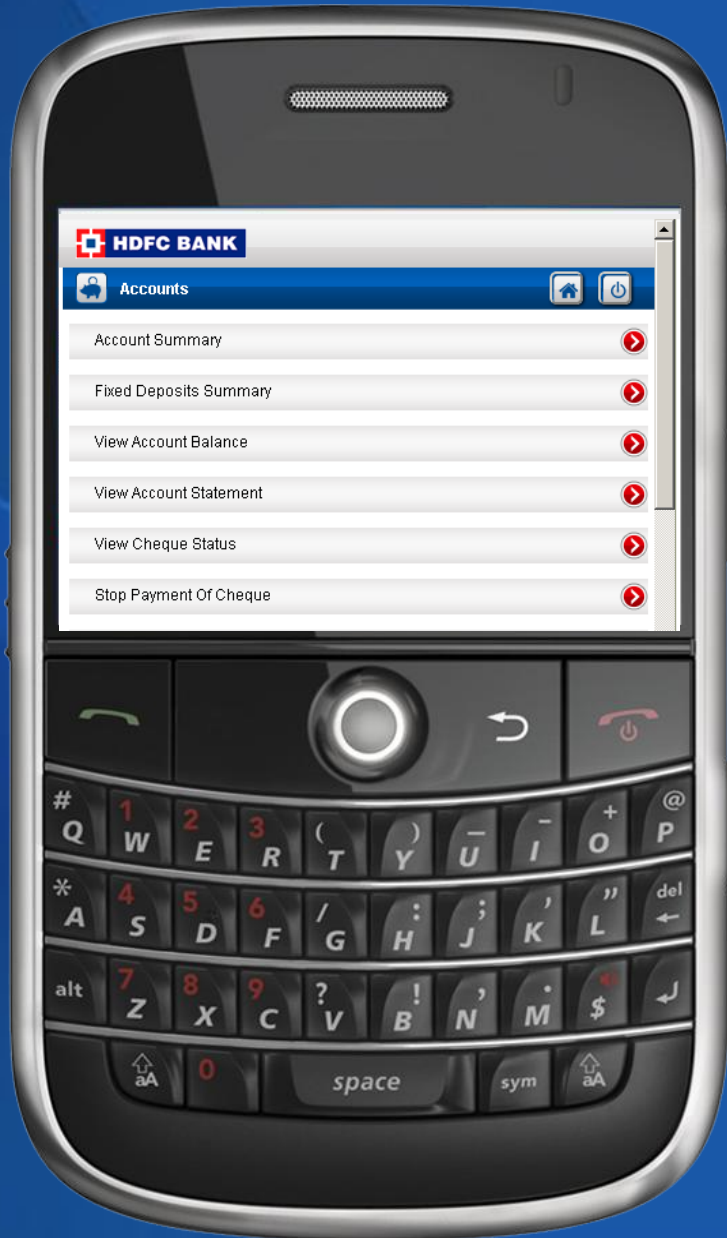 HDFC BANK
Accounts
Account Summary
Fixed Deposits Summary
View Account Balance
View Account Statement
View Cheque Status
Stop Payment Of Cheque
# Q 1 W 2 E 3 R ( T ) Y _ U - I + O @ P
* A 4 S 5 D 6 F / G : H ; J ' K " L del
alt 7 Z 8 X 9 C ? V ! B , N . M $
aA 0 space sym aA